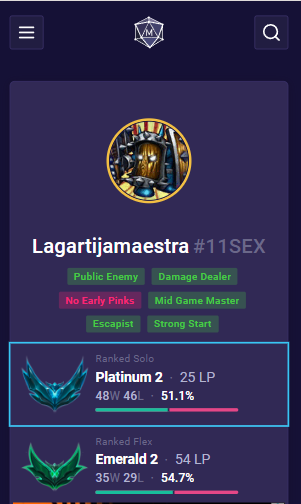 M
Lagartijamaestra #11SEX
Public Enemy Damage Dealer
No Early Pinks Mid Game Master
Escapist Strong Start
Ranked Solo
Platinum 2 · 25 LP
48W 46L · 51.1%
Ranked Flex
Emerald 2 · 54 LP
35W 29L · 54.7%